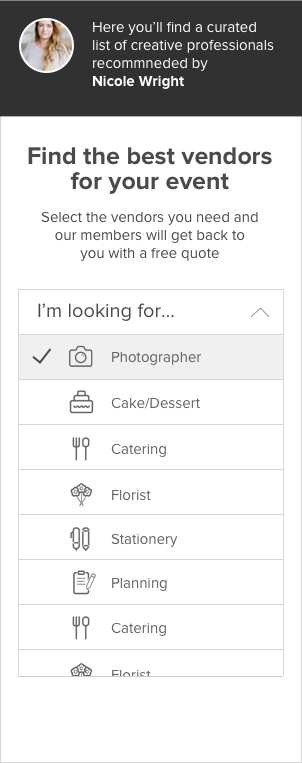 Here you'll find a curated
list of creative professionals
recommneded by
Nicole Wright
Find the best vendors
for your event
Select the vendors you need and
our members will get back to
you with a free quote
I'm looking for...
Photographer
Cake/Dessert
Catering
Florist
Stationery
Planning
Catering
Florist